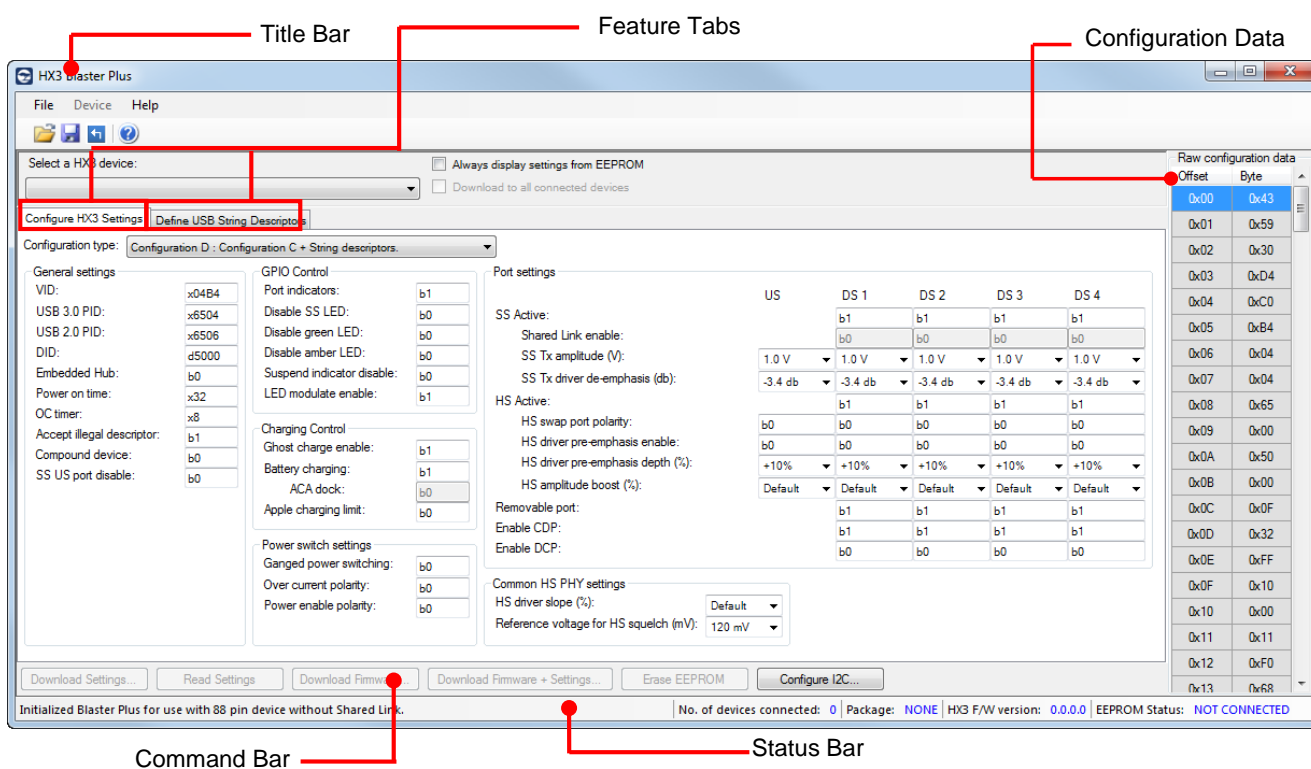 Title Bar
Feature Tabs
Configuration Data
HX3 Blaster Plus
File Device Help
Select a HX3 device:
Always display settings from EEPROM
Download to all connected devices
Configure HX3 Settings
Define USB String Descriptors
Configuration type: Configuration D : Configuration C + String descriptors.
General settings
VID: x04B4
USB 3.0 PID: x6504
USB 2.0 PID: x6506
DID: d5000
Embedded Hub: b0
Power on time: x32
OC timer: x8
Accept illegal descriptor: b1
Compound device: b0
SS US port disable: b0
GPIO Control
Port indicators: b1
Disable SS LED: b0
Disable green LED: b0
Disable amber LED: b0
Suspend indicator disable: b0
LED modulate enable: b1
Charging Control
Ghost charge enable: b1
Battery charging: b1
ACA dock: b0
Apple charging limit: b0
Power switch settings
Ganged power switching: b0
Over current polarity: b0
Power enable polarity: b0
Port settings
US DS 1 DS 2 DS 3 DS 4
SS Active: b1 b1 b1 b1
Shared Link enable: b0 b0 b0 b0
SS Tx amplitude (V): 1.0 V 1.0 V 1.0 V 1.0 V 1.0 V
SS Tx driver de-emphasis (db): -3.4 db -3.4 db -3.4 db -3.4 db -3.4 db
HS Active: b1 b1 b1 b1
HS swap port polarity: b0 b0 b0 b0 b0
HS driver pre-emphasis enable: b0 b0 b0 b0 b0
HS driver pre-emphasis depth (%): +10% +10% +10% +10% +10%
HS amplitude boost (%): Default Default Default Default Default
Removable port: b1 b1 b1 b1
Enable CDP: b1 b1 b1 b1
Enable DCP: b0 b0 b0 b0
Common HS PHY settings
HS driver slope (%): Default
Reference voltage for HS squelch (mV): 120 mV
Raw configuration data
Offset Byte
0x00 0x43
0x01 0x59
0x02 0x30
0x03 0xD4
0x04 0xC0
0x05 0xB4
0x06 0x04
0x07 0x04
0x08 0x65
0x09 0x00
0x0A 0x50
0x0B 0x00
0x0C 0x0F
0x0D 0x32
0x0E 0xFF
0x0F 0x10
0x10 0x00
0x11 0x11
0x12 0xF0
0x13 0x68
Download Settings... Read Settings Download Firmware... Download Firmware + Settings... Erase EEPROM Configure I2C...
Initialized Blaster Plus for use with 88 pin device without Shared Link.
No. of devices connected: 0 Package: NONE HX3 F/W version: 0.0.0.0 EEPROM Status: NOT CONNECTED
Command Bar
Status Bar